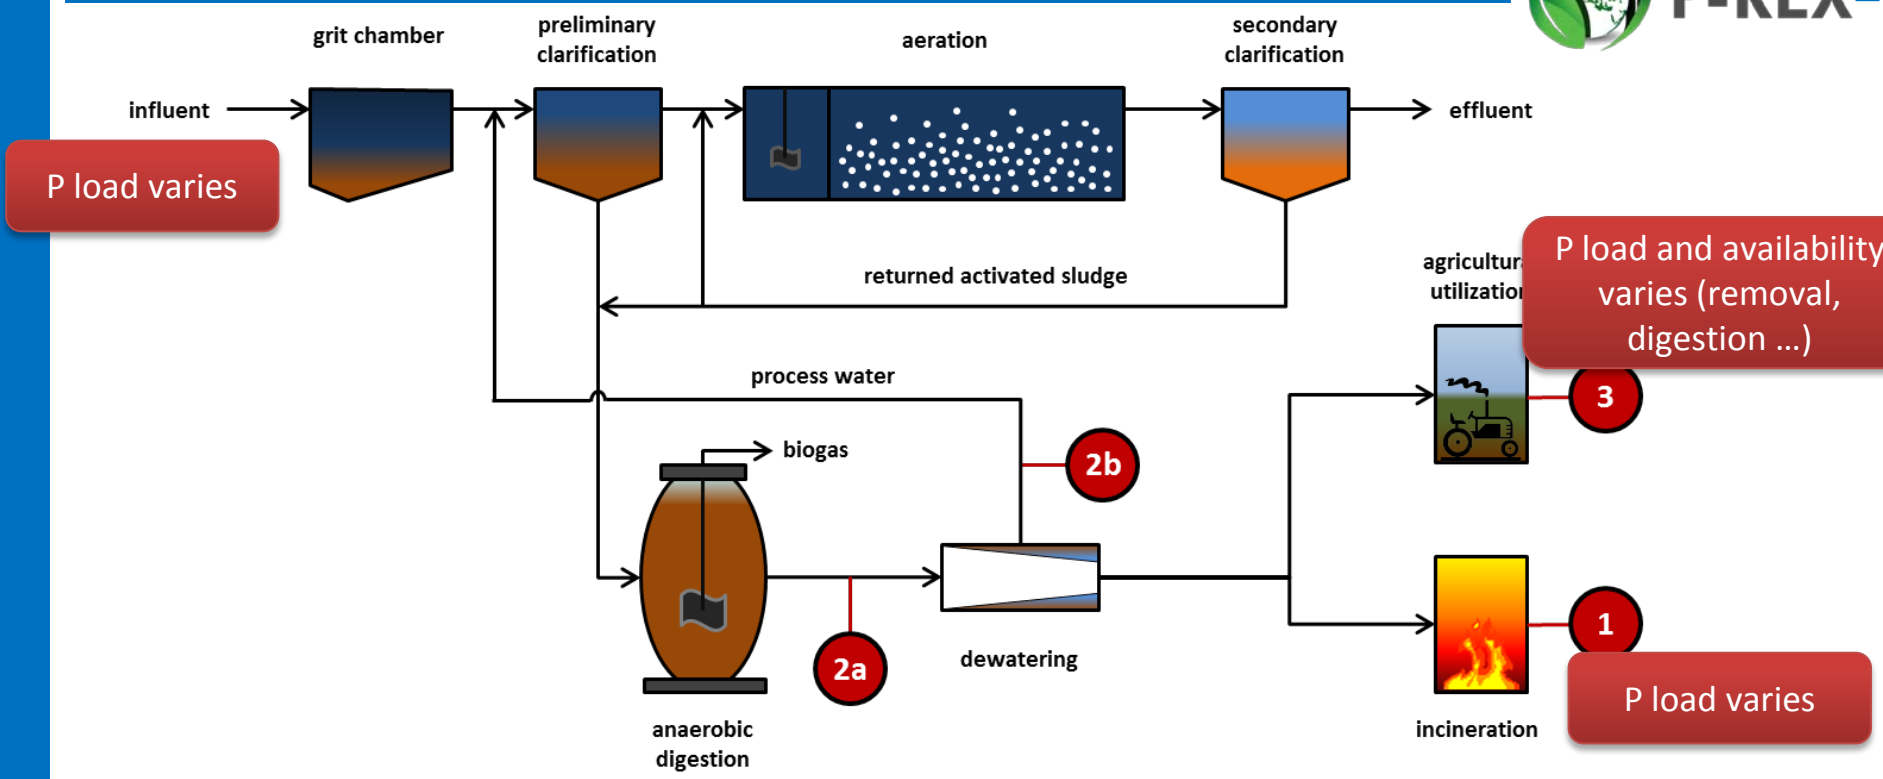 grit chamber
preliminary
clarification
aeration
secondary
clarification
influent
effluent
P load varies
returned activated sludge
P load and availability
varies (removal,
digestion ...)
utilization
process water
3
biogas
2b
1
2a
dewatering
P load varies
anaerobic
digestion
incineration